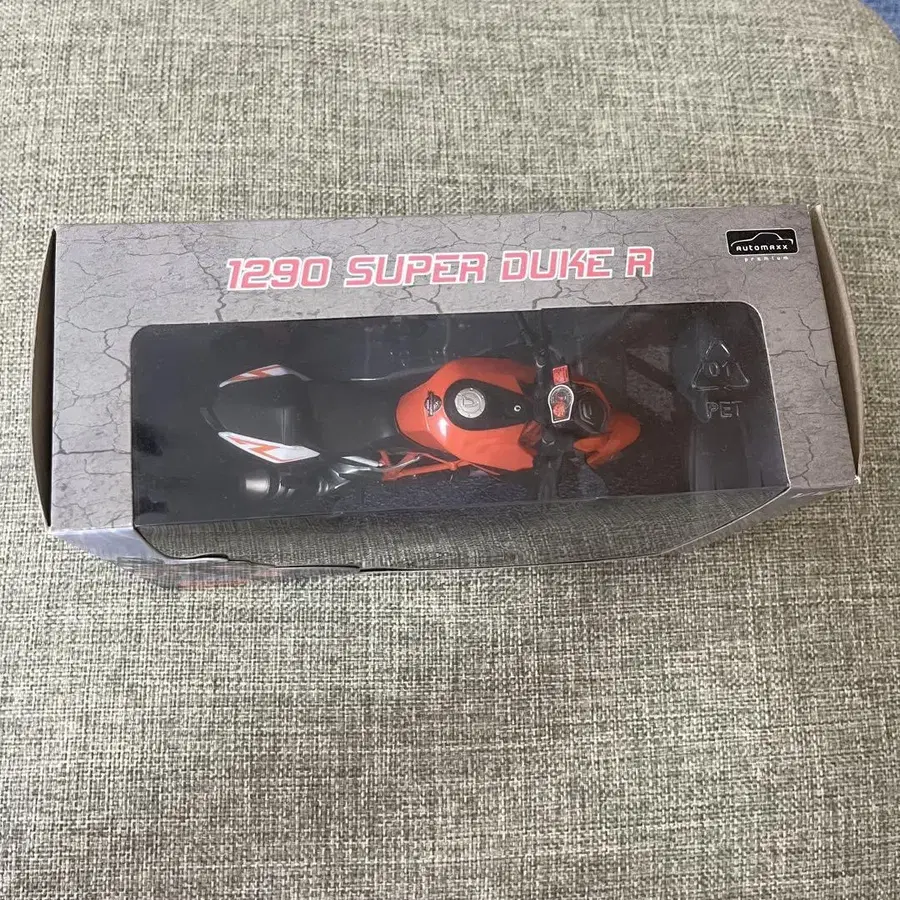 1290 SUPER DUKE R
AUTOMAXX
premium
01
PET